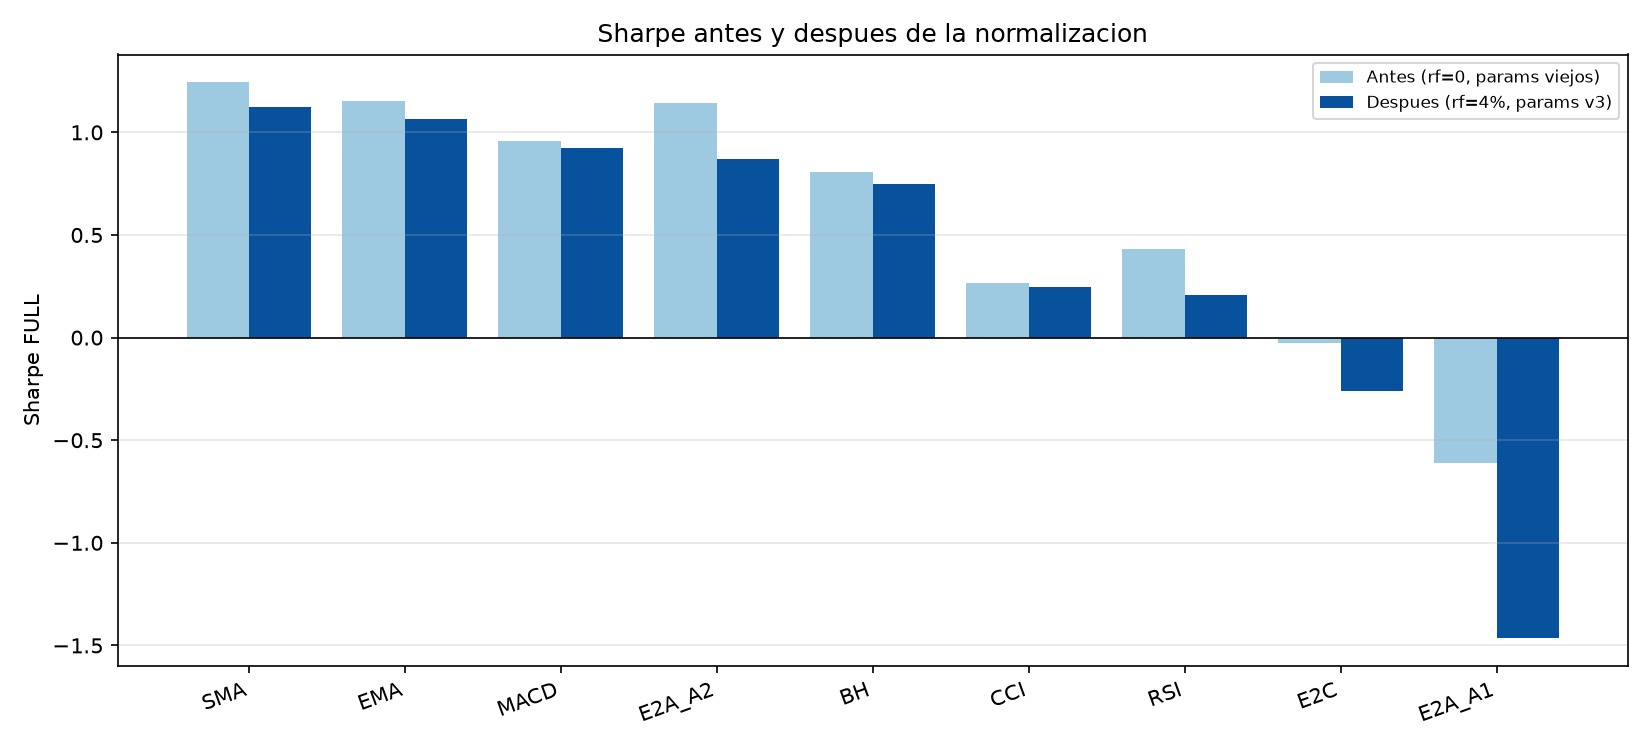 Sharpe antes y despues de la normalizacion
Antes (rf=0, params viejos)
Despues (rf=4%, params v3)
Sharpe FULL
1.0
0.5
0.0
−0.5
−1.0
−1.5
SMA
EMA
MACD
E2A_A2
BH
CCI
RSI
E2C
E2A_A1